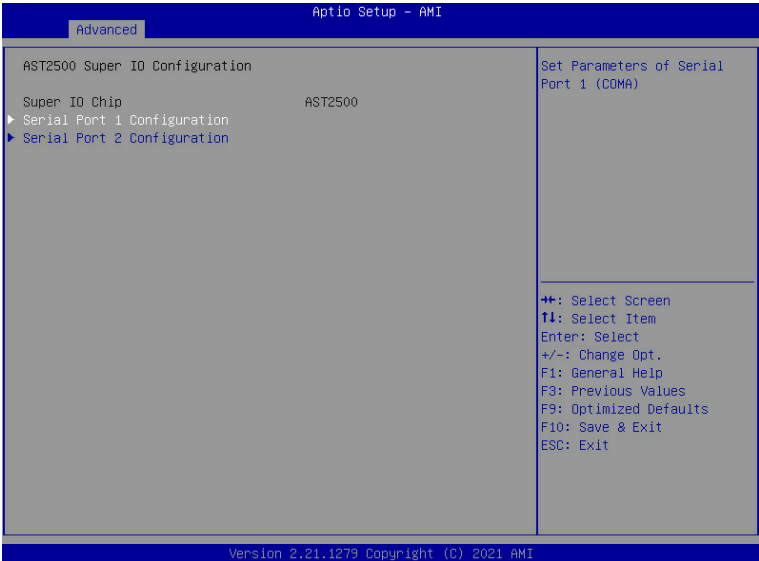 Aptio Setup – AMI
Advanced
AST2500 Super IO Configuration
Super IO Chip AST2500
▶ Serial Port 1 Configuration
▶ Serial Port 2 Configuration
Set Parameters of Serial
Port 1 (COMA)
→←: Select Screen
↑↓: Select Item
Enter: Select
+/-: Change Opt.
F1: General Help
F3: Previous Values
F9: Optimized Defaults
F10: Save & Exit
ESC: Exit
Version 2.21.1279 Copyright (C) 2021 AMI